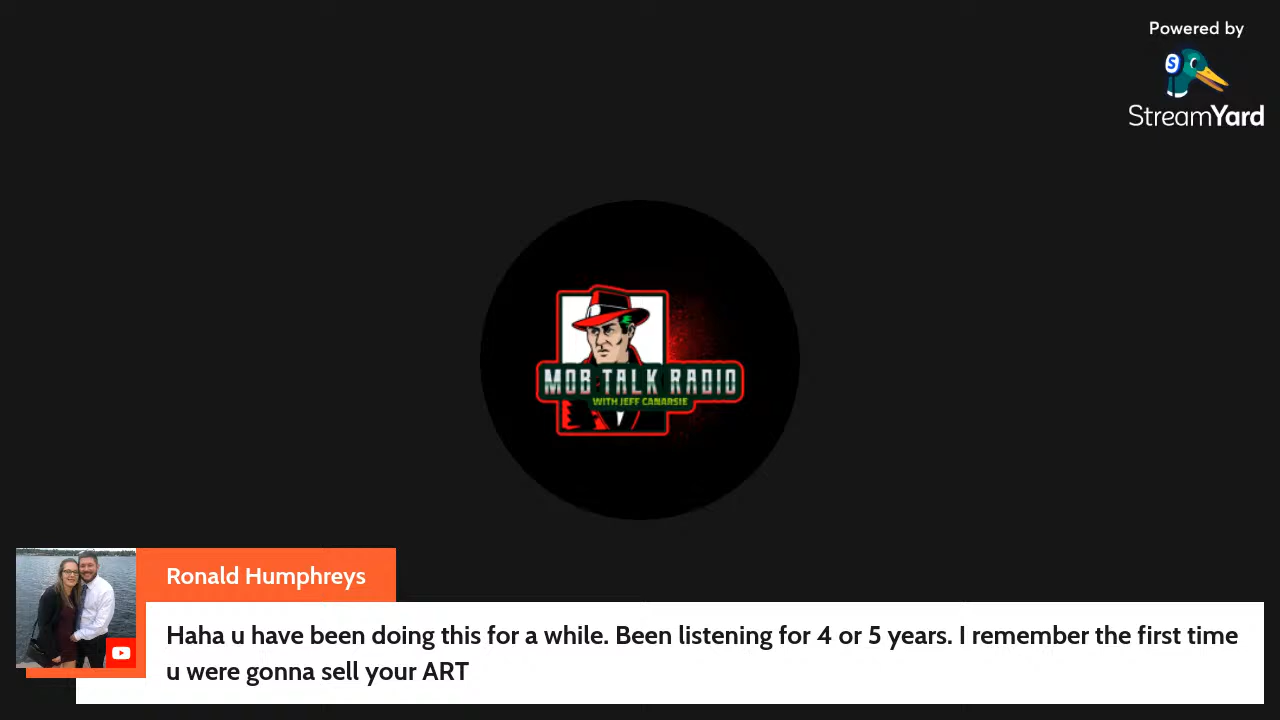 Powered by
S
StreamYard
MOB TALK RADIO
WITH JEFF CANARSIE
Ronald Humphreys
Haha u have been doing this for a while. Been listening for 4 or 5 years. I remember the first time
u were gonna sell your ART